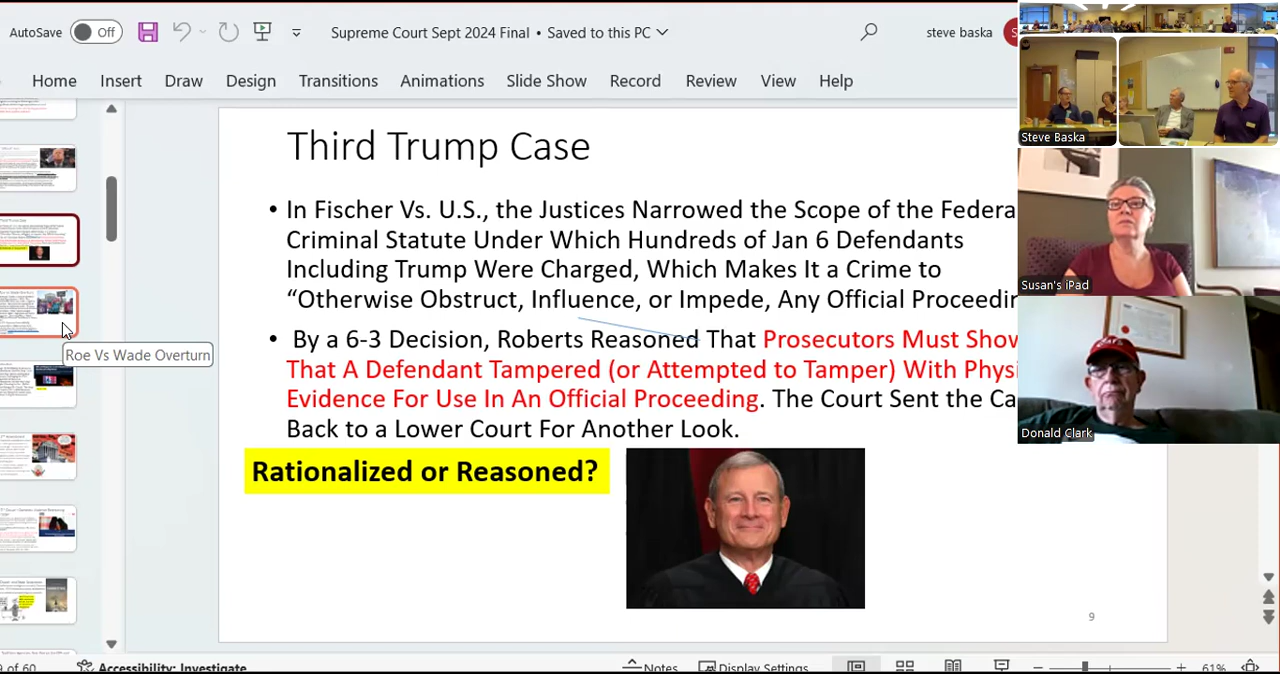 AutoSave Off Supreme Court Sept 2024 Final • Saved to this PC steve baska
Home Insert Draw Design Transitions Animations Slide Show Record Review View Help
Third Trump Case
• In Fischer Vs. U.S., the Justices Narrowed the Scope of the Federa
Criminal Statute Under Which Hundreds of Jan 6 Defendants
Including Trump Were Charged, Which Makes It a Crime to
“Otherwise Obstruct, Influence, or Impede, Any Official Proceedin
• By a 6-3 Decision, Roberts Reasoned That Prosecutors Must Show
That A Defendant Tampered (or Attempted to Tamper) With Physi
Evidence For Use In An Official Proceeding. The Court Sent the Ca
Back to a Lower Court For Another Look.
Rationalized or Reasoned?
9
Roe Vs Wade Overturn
Steve Baska
Susan's iPad
Donald Clark
9 of 60 Accessibility: Investigate Notes Display Settings 61%